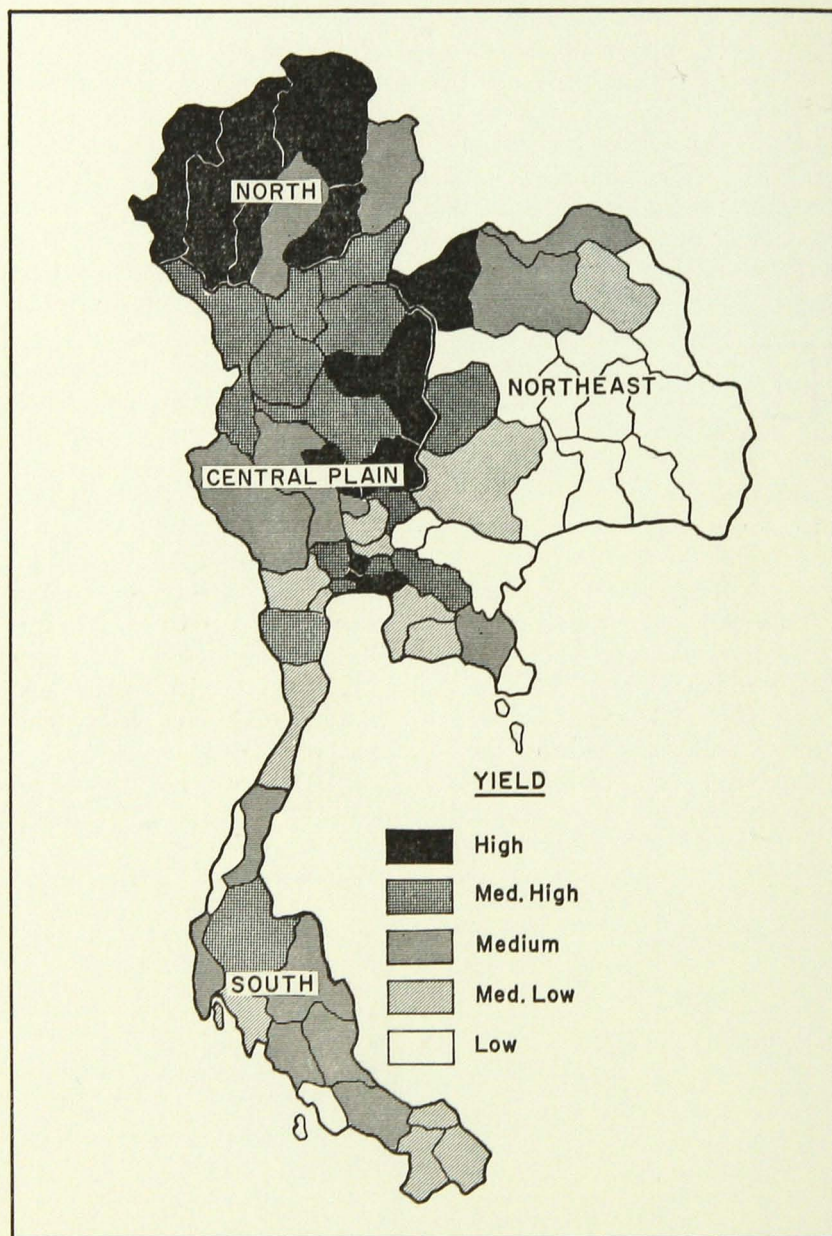 NORTH
NORTHEAST
CENTRAL PLAIN
YIELD
High
Med. High
Medium
SOUTH
Med. Low
Low